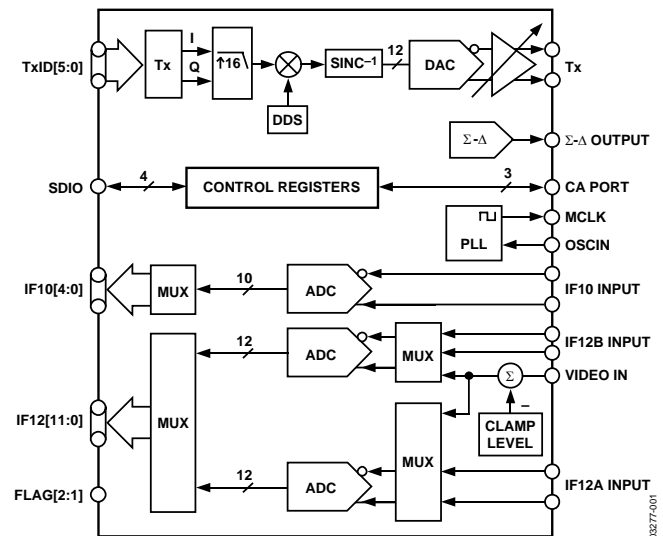 TxID[5:0]
Tx
I
Q
↑16
DDS
SINC–1
12
DAC
Tx
Σ-Δ
Σ-Δ OUTPUT
SDIO
4
CONTROL REGISTERS
3
CA PORT
PLL
MCLK
OSCIN
IF10[4:0]
MUX
10
ADC
IF10 INPUT
IF12[11:0]
MUX
12
ADC
MUX
IF12B INPUT
Σ
VIDEO IN
–
CLAMP
LEVEL
12
ADC
MUX
IF12A INPUT
FLAG[2:1]
03277-001